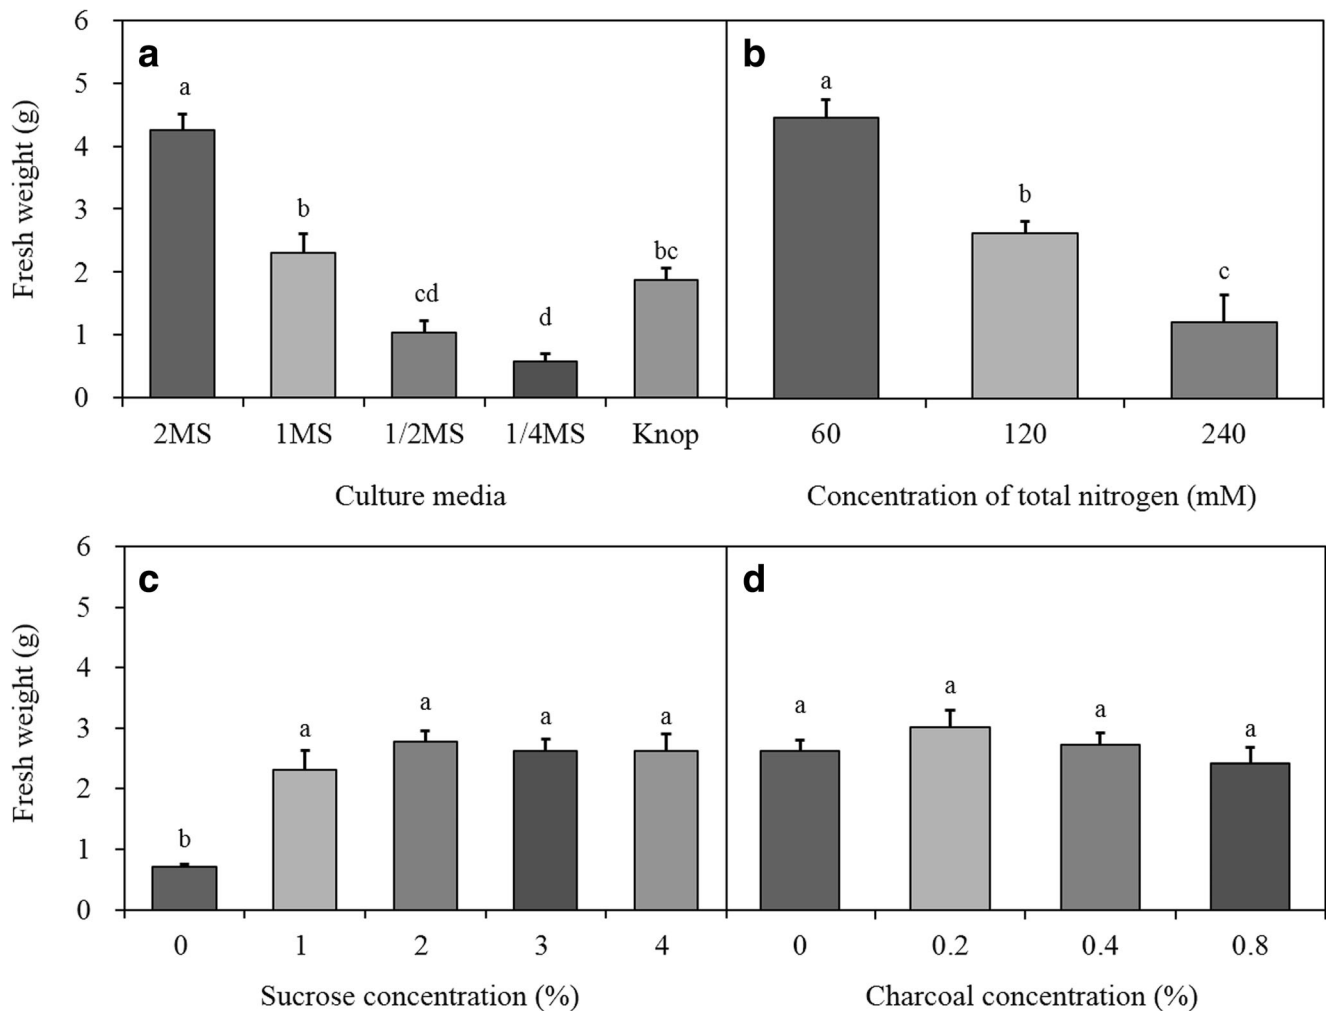 a
b
Fresh weight (g)
6
5
4
3
2
1
0
a
b
cd
d
bc
a
b
c
2MS 1MS 1/2MS 1/4MS Knop
60 120 240
Culture media
Concentration of total nitrogen (mM)
c
d
Fresh weight (g)
6
5
4
3
2
1
0
b
a
a
a
a
a
a
a
a
0 1 2 3 4
0 0.2 0.4 0.8
Sucrose concentration (%)
Charcoal concentration (%)